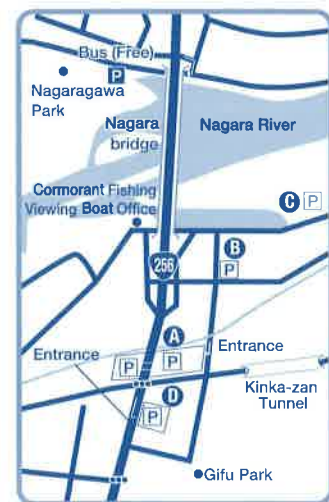 Bus (Free)
P
Nagaragawa
Park
Nagara
bridge
Nagara River
Cormorant Fishing
Viewing Boat Office
C P
B
P
256
A
Entrance
P
P
Entrance
D
P
Kinka-zan
Tunnel
Gifu Park